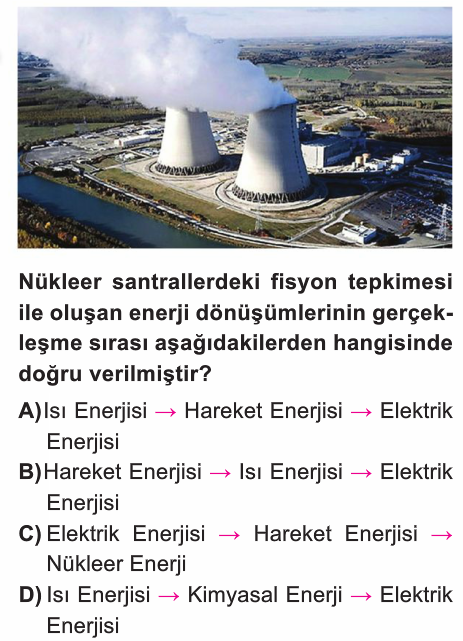 Nükleer santrallerdeki fisyon tepkimesi
ile oluşan enerji dönüşümlerinin gerçek-
leşme sırası aşağıdakilerden hangisinde
doğru verilmiştir?
A)Isı Enerjisi → Hareket Enerjisi → Elektrik
Enerjisi
B)Hareket Enerjisi → Isı Enerjisi → Elektrik
Enerjisi
C) Elektrik Enerjisi → Hareket Enerjisi →
Nükleer Enerji
D) Isı Enerjisi → Kimyasal Enerji → Elektrik
Enerjisi